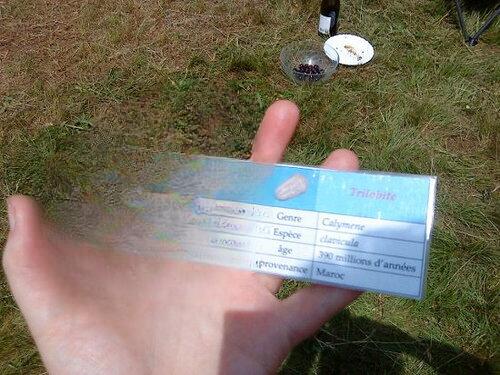 Trilobite
Genre Calymene
Espèce clavicula
âge 390 millions d'années
provenance Maroc